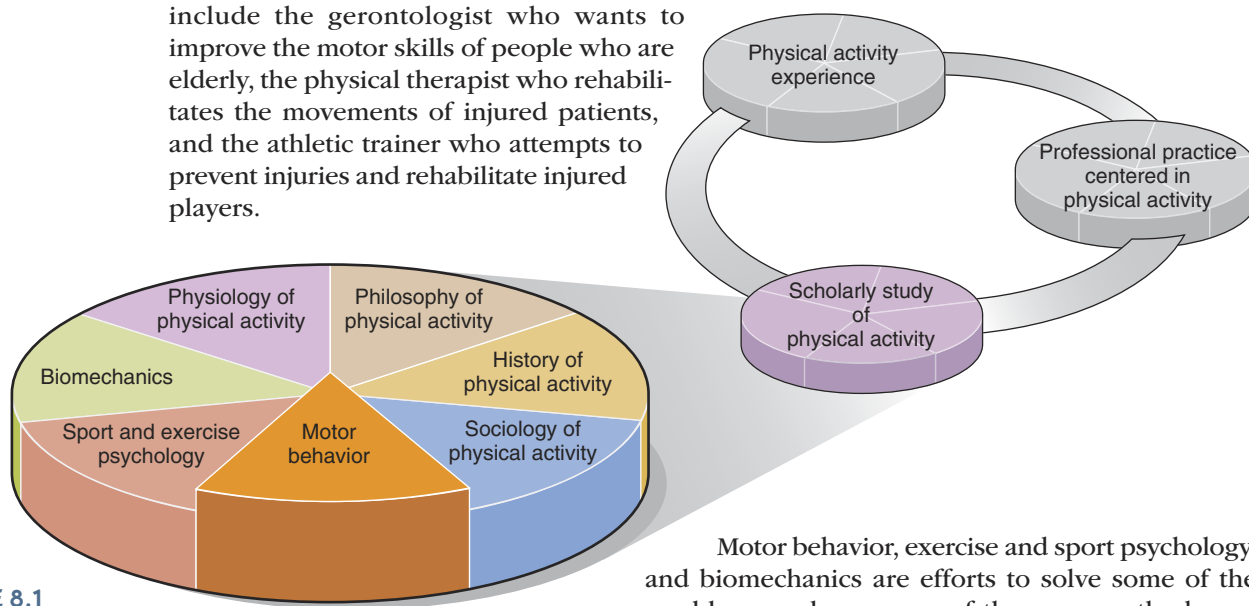 include the gerontologist who wants to
improve the motor skills of people who are
elderly, the physical therapist who rehabili-
tates the movements of injured patients,
and the athletic trainer who attempts to
prevent injuries and rehabilitate injured
players.
Physical activity
experience
Professional practice
centered in
physical activity
Scholarly study
of
physical activity
Physiology of
physical activity
Philosophy of
physical activity
Biomechanics
History of
physical activity
Sport and exercise
psychology
Motor
behavior
Sociology of
physical activity
Motor behavior, exercise and sport psychology
and biomechanics are efforts to solve some of the
E 8.1